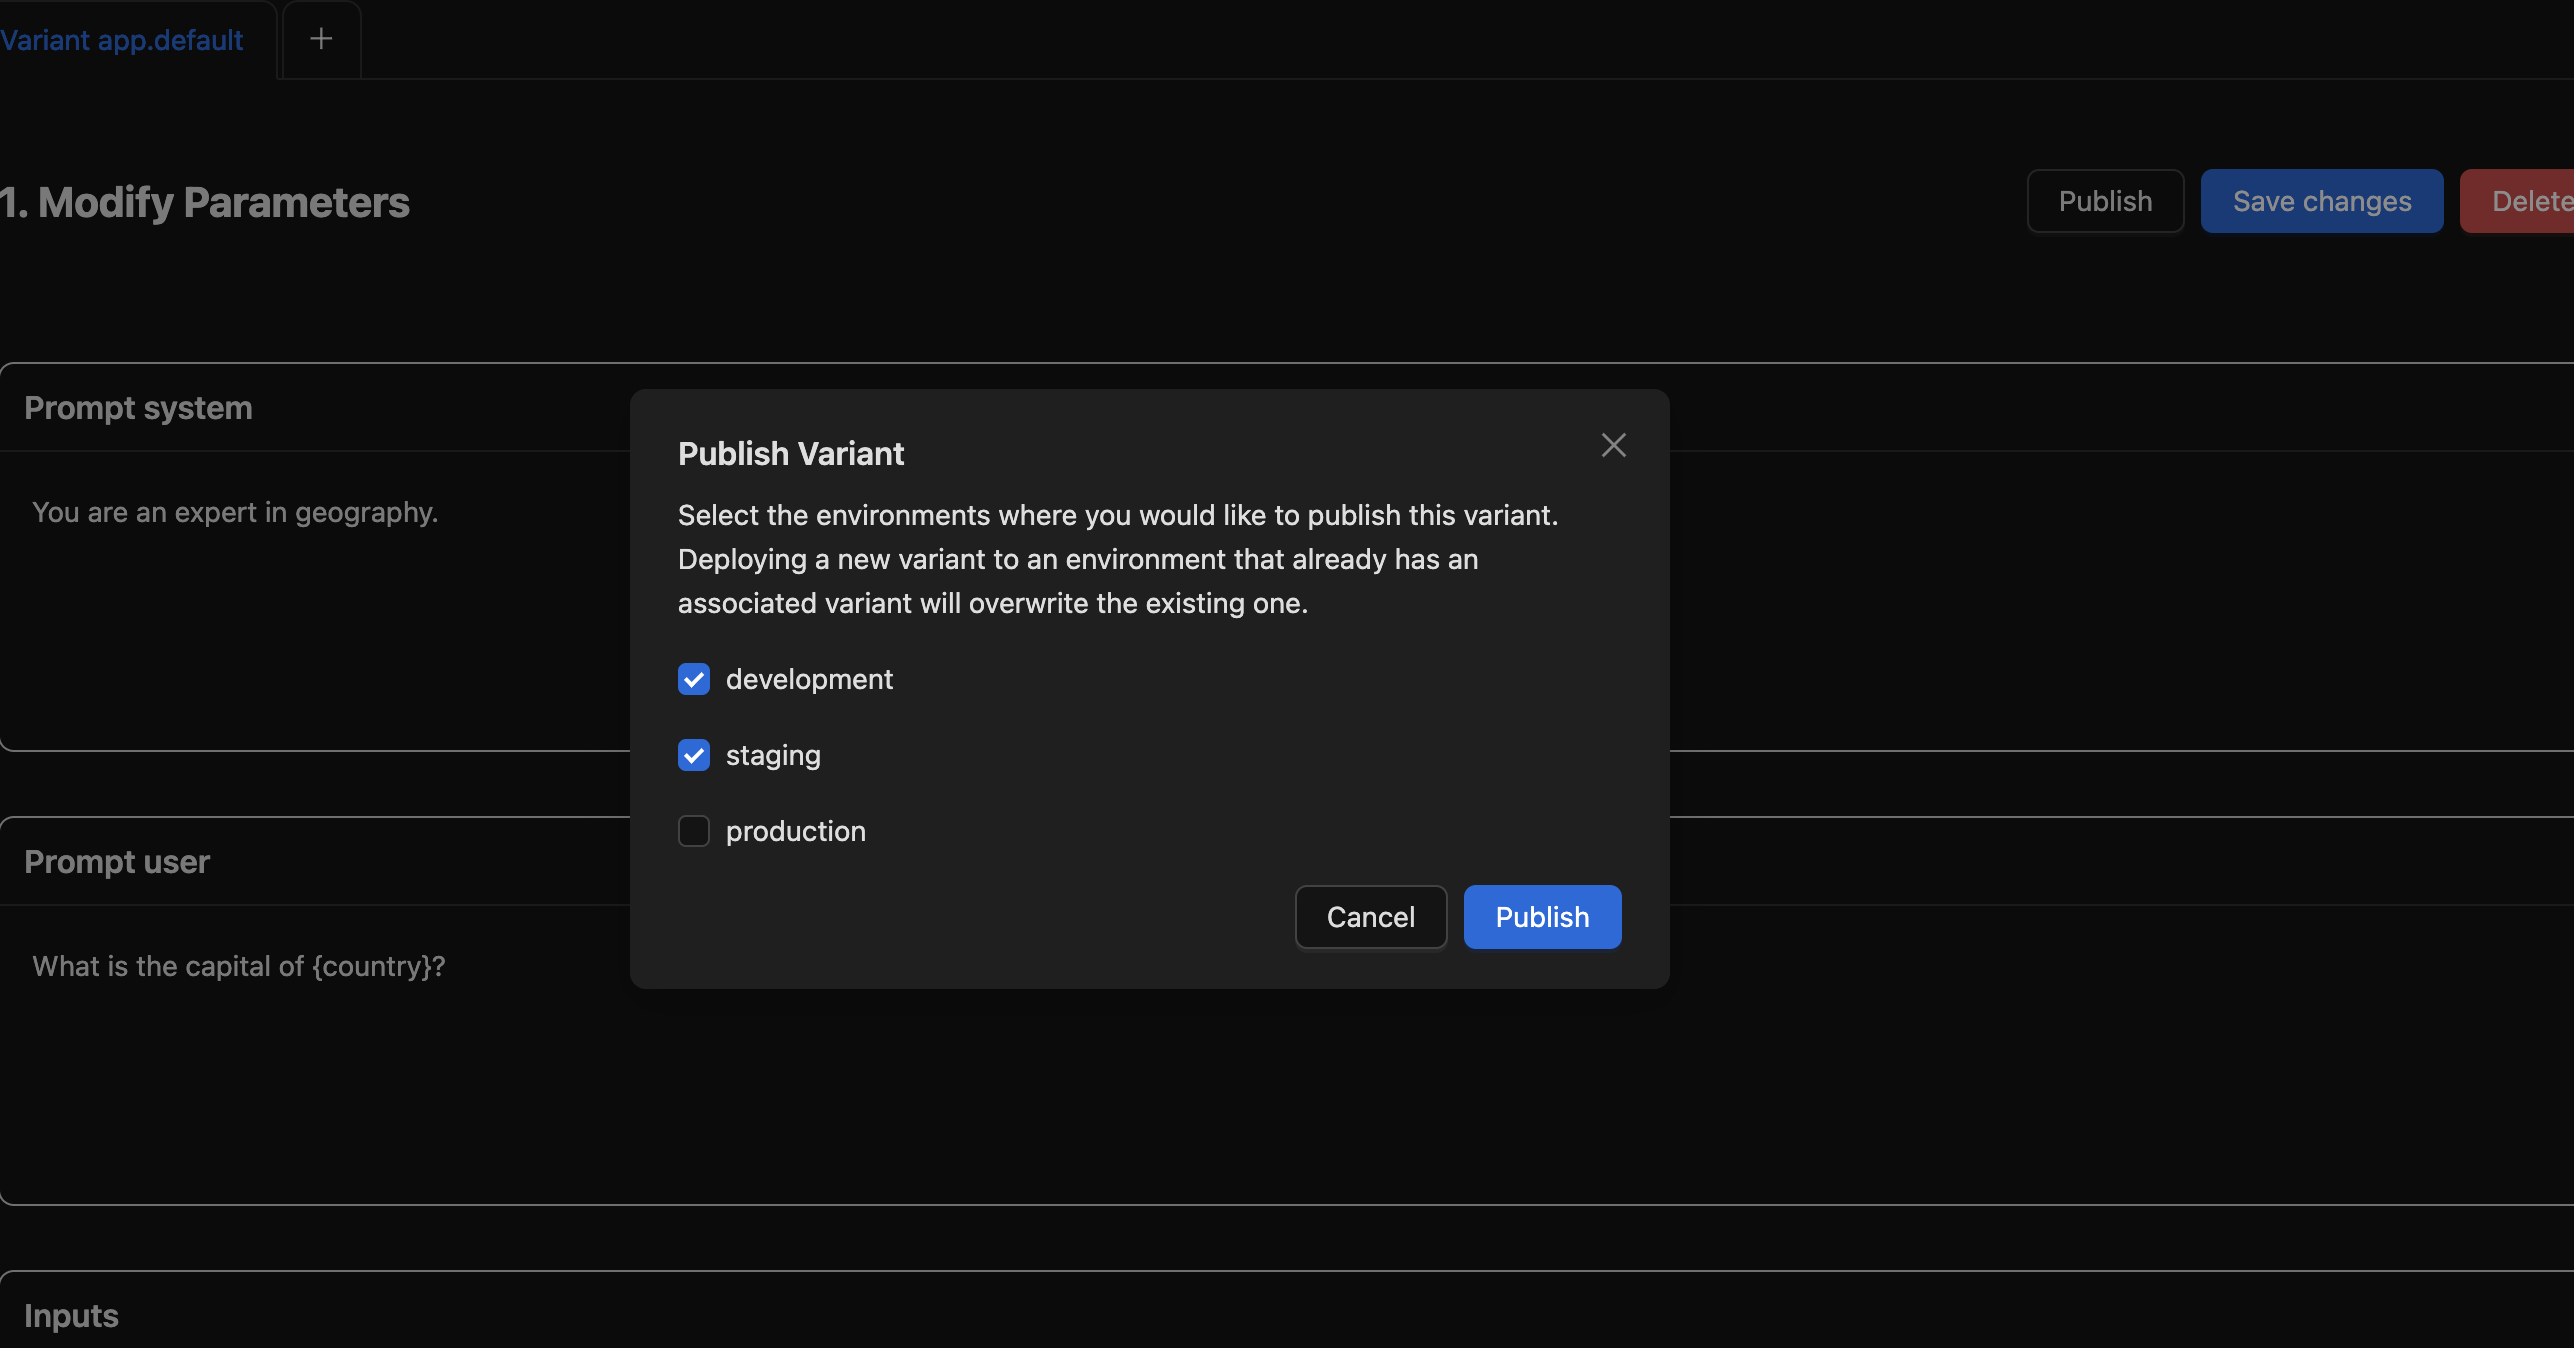 Variant app.default
1. Modify Parameters
Publish
Save changes
Delete
Prompt system
You are an expert in geography.
Publish Variant
Select the environments where you would like to publish this variant.
Deploying a new variant to an environment that already has an
associated variant will overwrite the existing one.
development
staging
production
Cancel
Publish
Prompt user
What is the capital of {country}?
Inputs